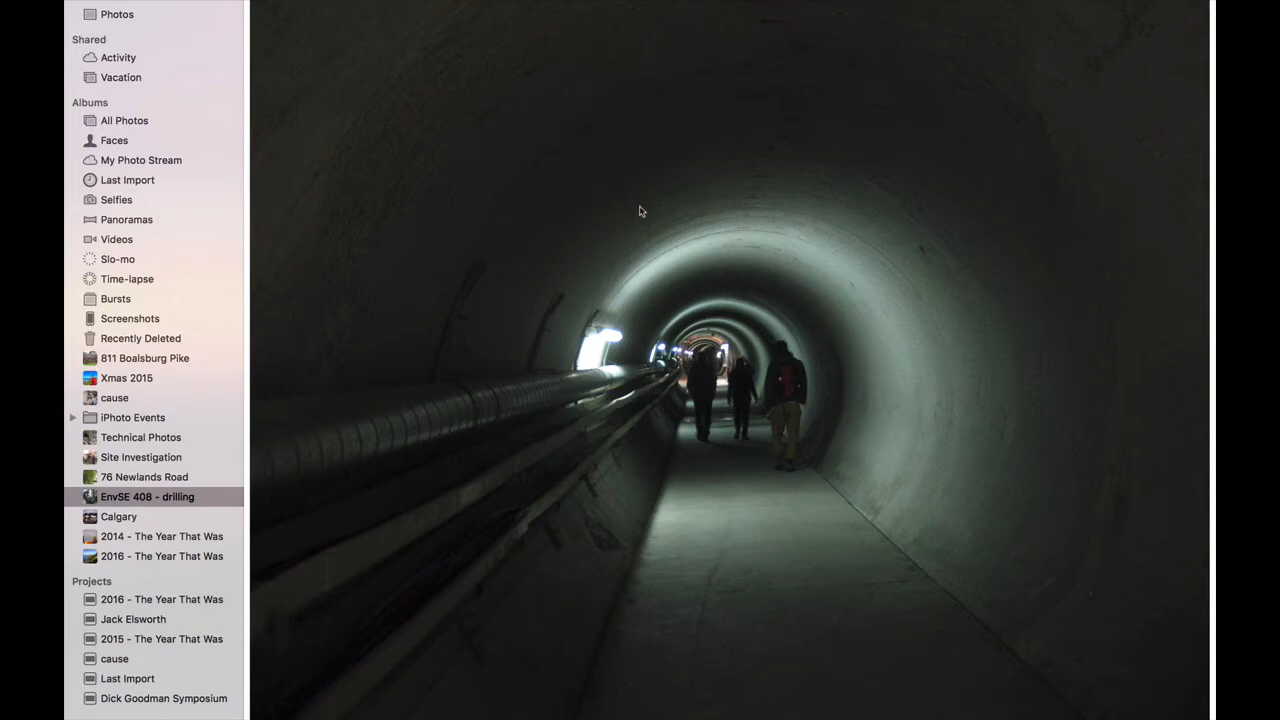 Photos
Shared
Activity
Vacation
Albums
All Photos
Faces
My Photo Stream
Last Import
Selfies
Panoramas
Videos
Slo-mo
Time-lapse
Bursts
Screenshots
Recently Deleted
811 Boalsburg Pike
Xmas 2015
cause
iPhoto Events
Technical Photos
Site Investigation
76 Newlands Road
EnvSE 408 - drilling
Calgary
2014 - The Year That Was
2016 - The Year That Was
Projects
2016 - The Year That Was
Jack Elsworth
2015 - The Year That Was
cause
Last Import
Dick Goodman Symposium